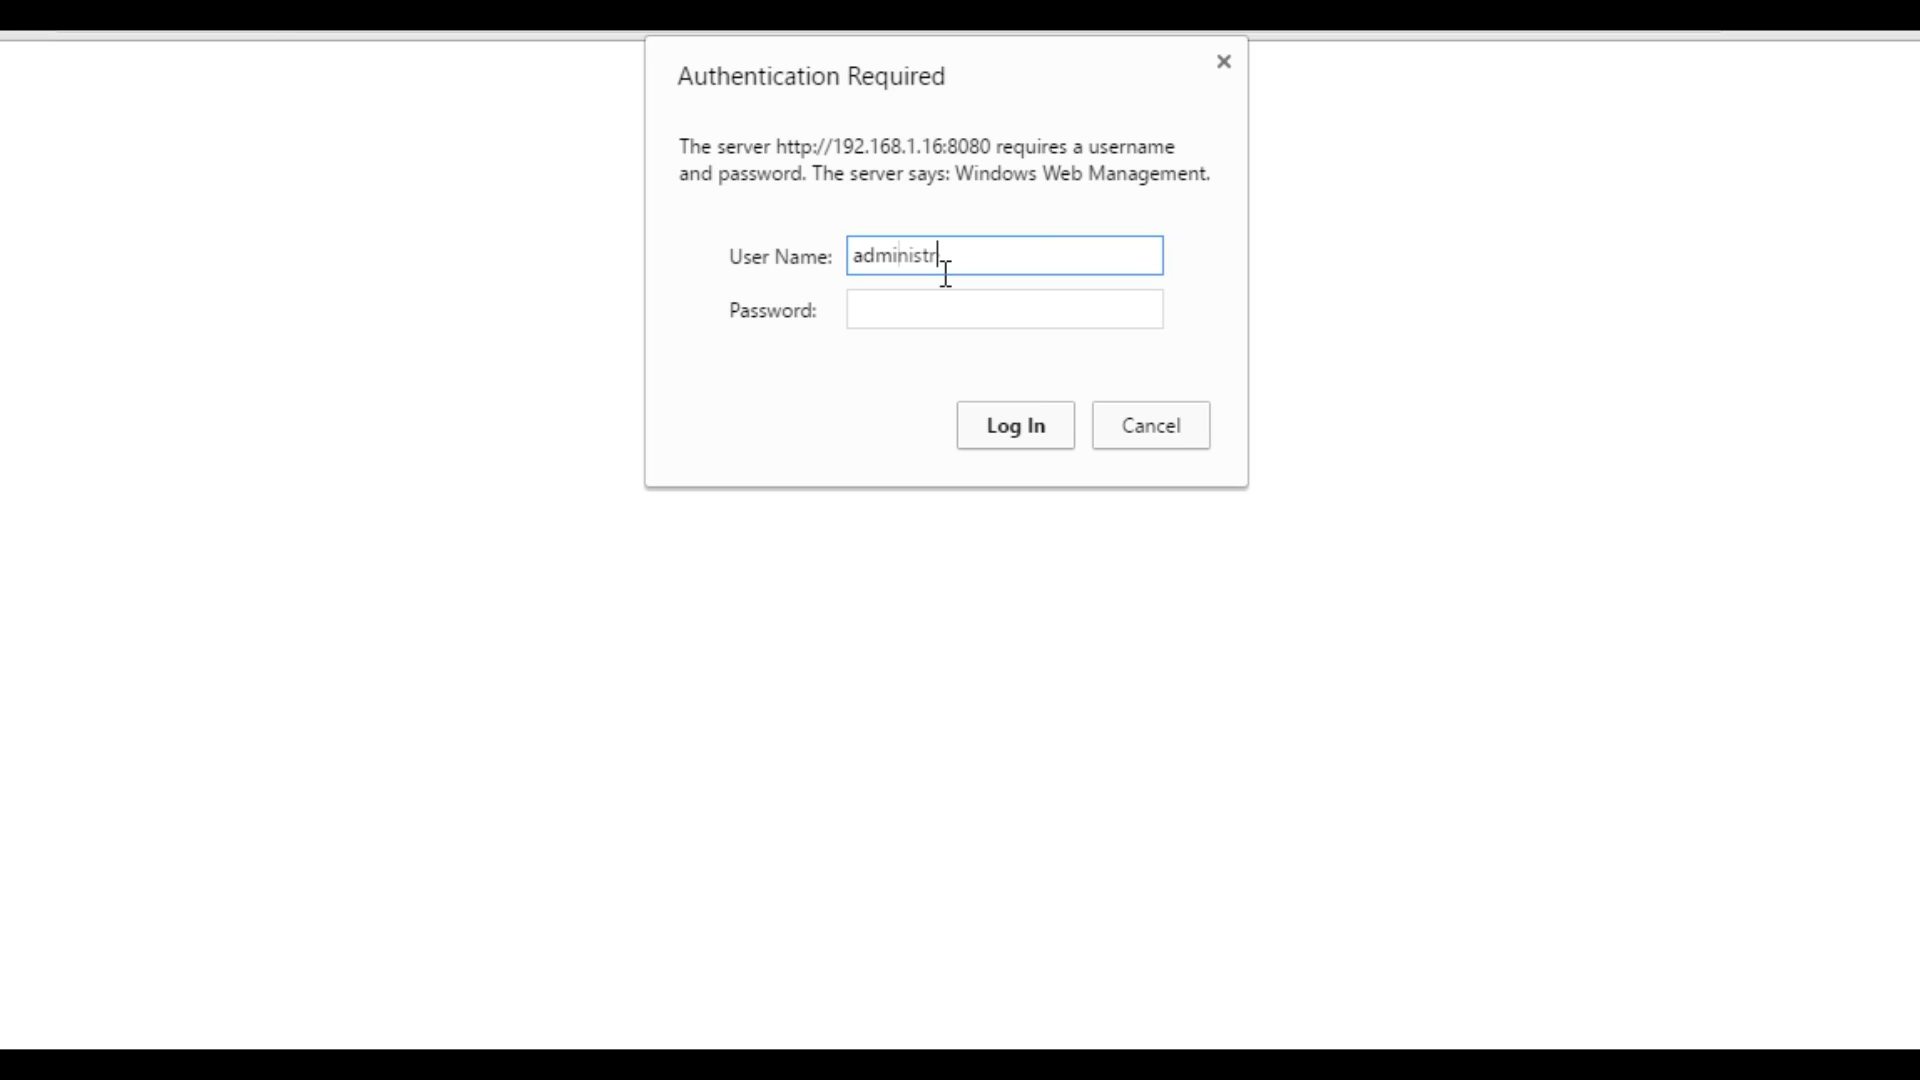 Authentication Required
The server http://192.168.1.16:8080 requires a username
and password. The server says: Windows Web Management.
User Name: administr
Password:
Log In Cancel